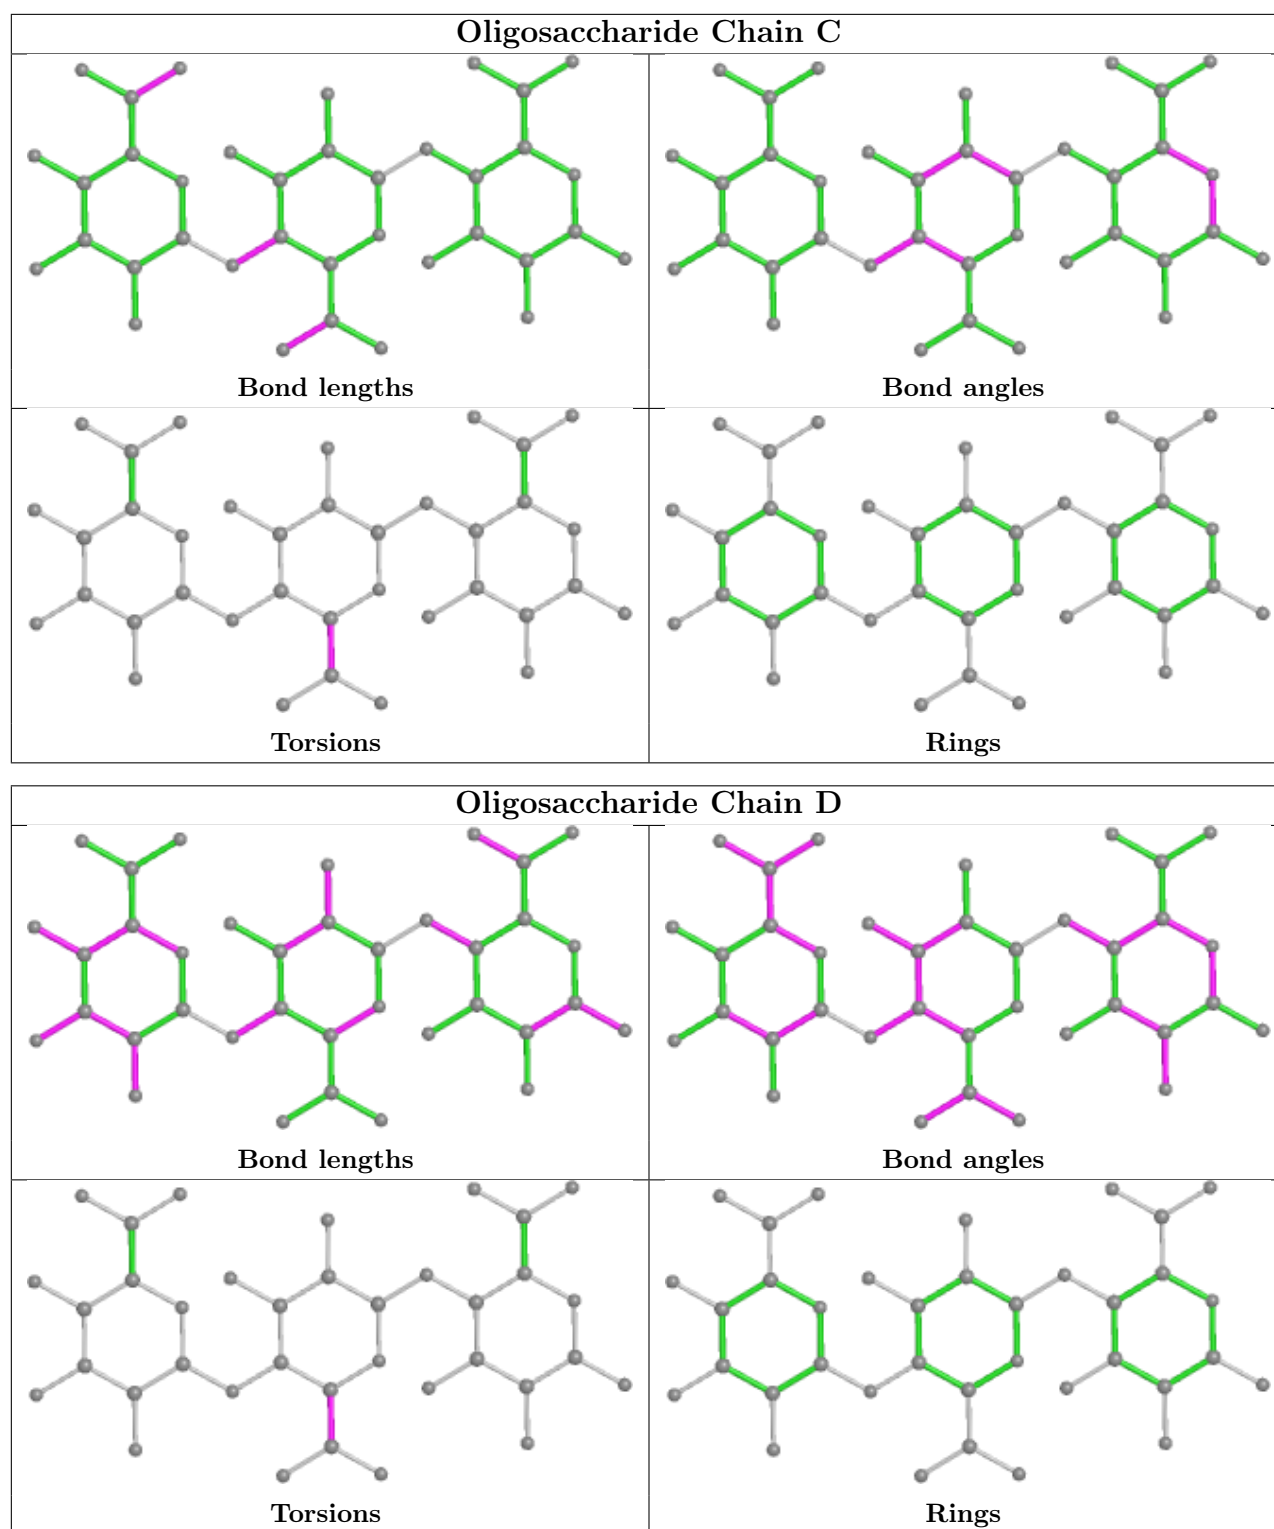 Oligosaccharide Chain C
Bond lengths
Bond angles
Torsions
Rings
Oligosaccharide Chain D
Bond lengths
Bond angles
Torsions
Rings